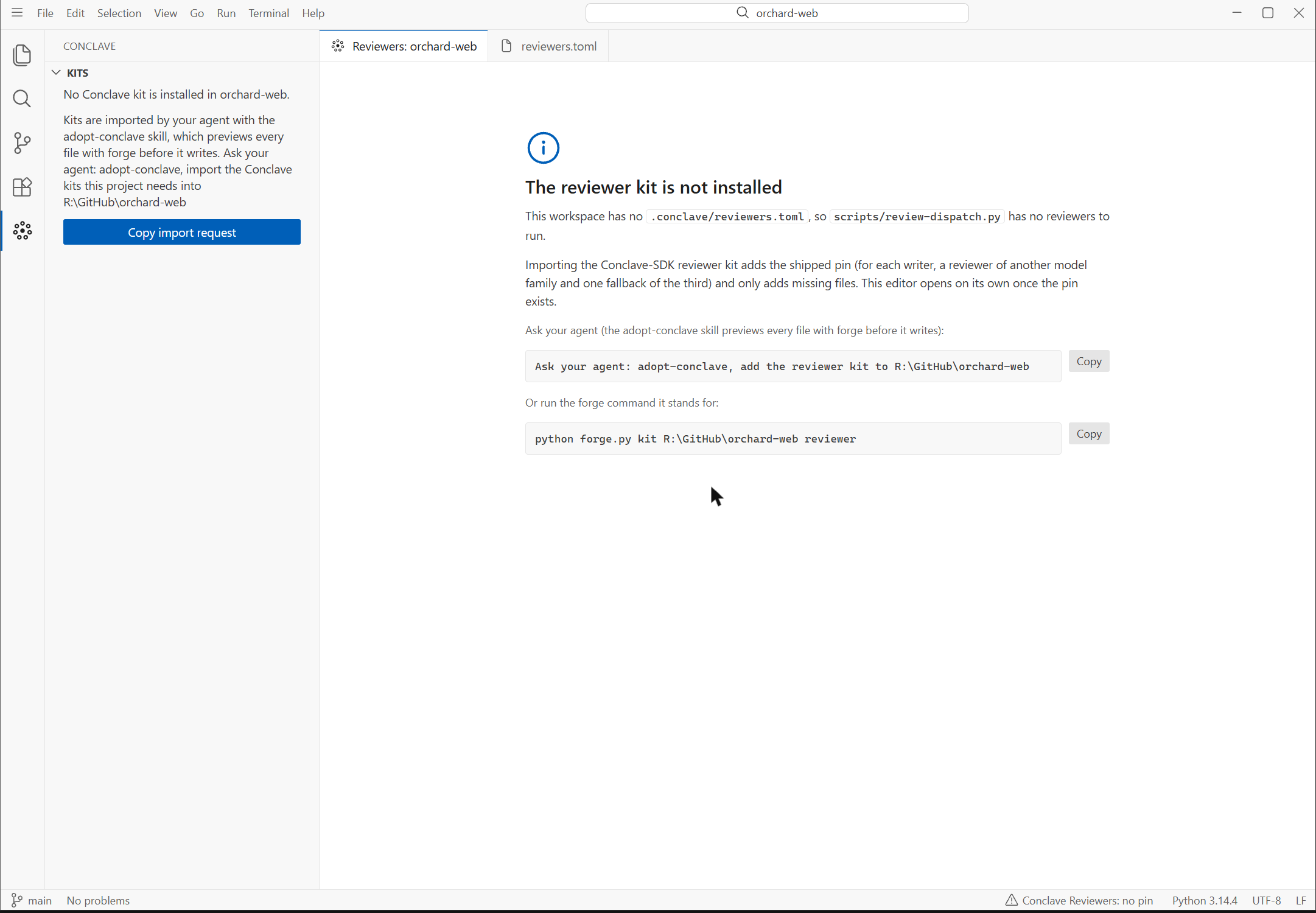 File Edit Selection View Go Run Terminal Help
orchard-web
CONCLAVE
Reviewers: orchard-web
reviewers.toml
KITS
No Conclave kit is installed in orchard-web.
Kits are imported by your agent with the
adopt-conclave skill, which previews every
file with forge before it writes. Ask your
agent: adopt-conclave, import the Conclave
kits this project needs into
R:\GitHub\orchard-web
Copy import request
The reviewer kit is not installed
This workspace has no .conclave/reviewers.toml , so scripts/review-dispatch.py has no reviewers to
run.
Importing the Conclave-SDK reviewer kit adds the shipped pin (for each writer, a reviewer of another model
family and one fallback of the third) and only adds missing files. This editor opens on its own once the pin
exists.
Ask your agent (the adopt-conclave skill previews every file with forge before it writes):
Ask your agent: adopt-conclave, add the reviewer kit to R:\GitHub\orchard-web
Copy
Or run the forge command it stands for:
python forge.py kit R:\GitHub\orchard-web reviewer
Copy
main
No problems
Conclave Reviewers: no pin
Python 3.14.4
UTF-8
LF